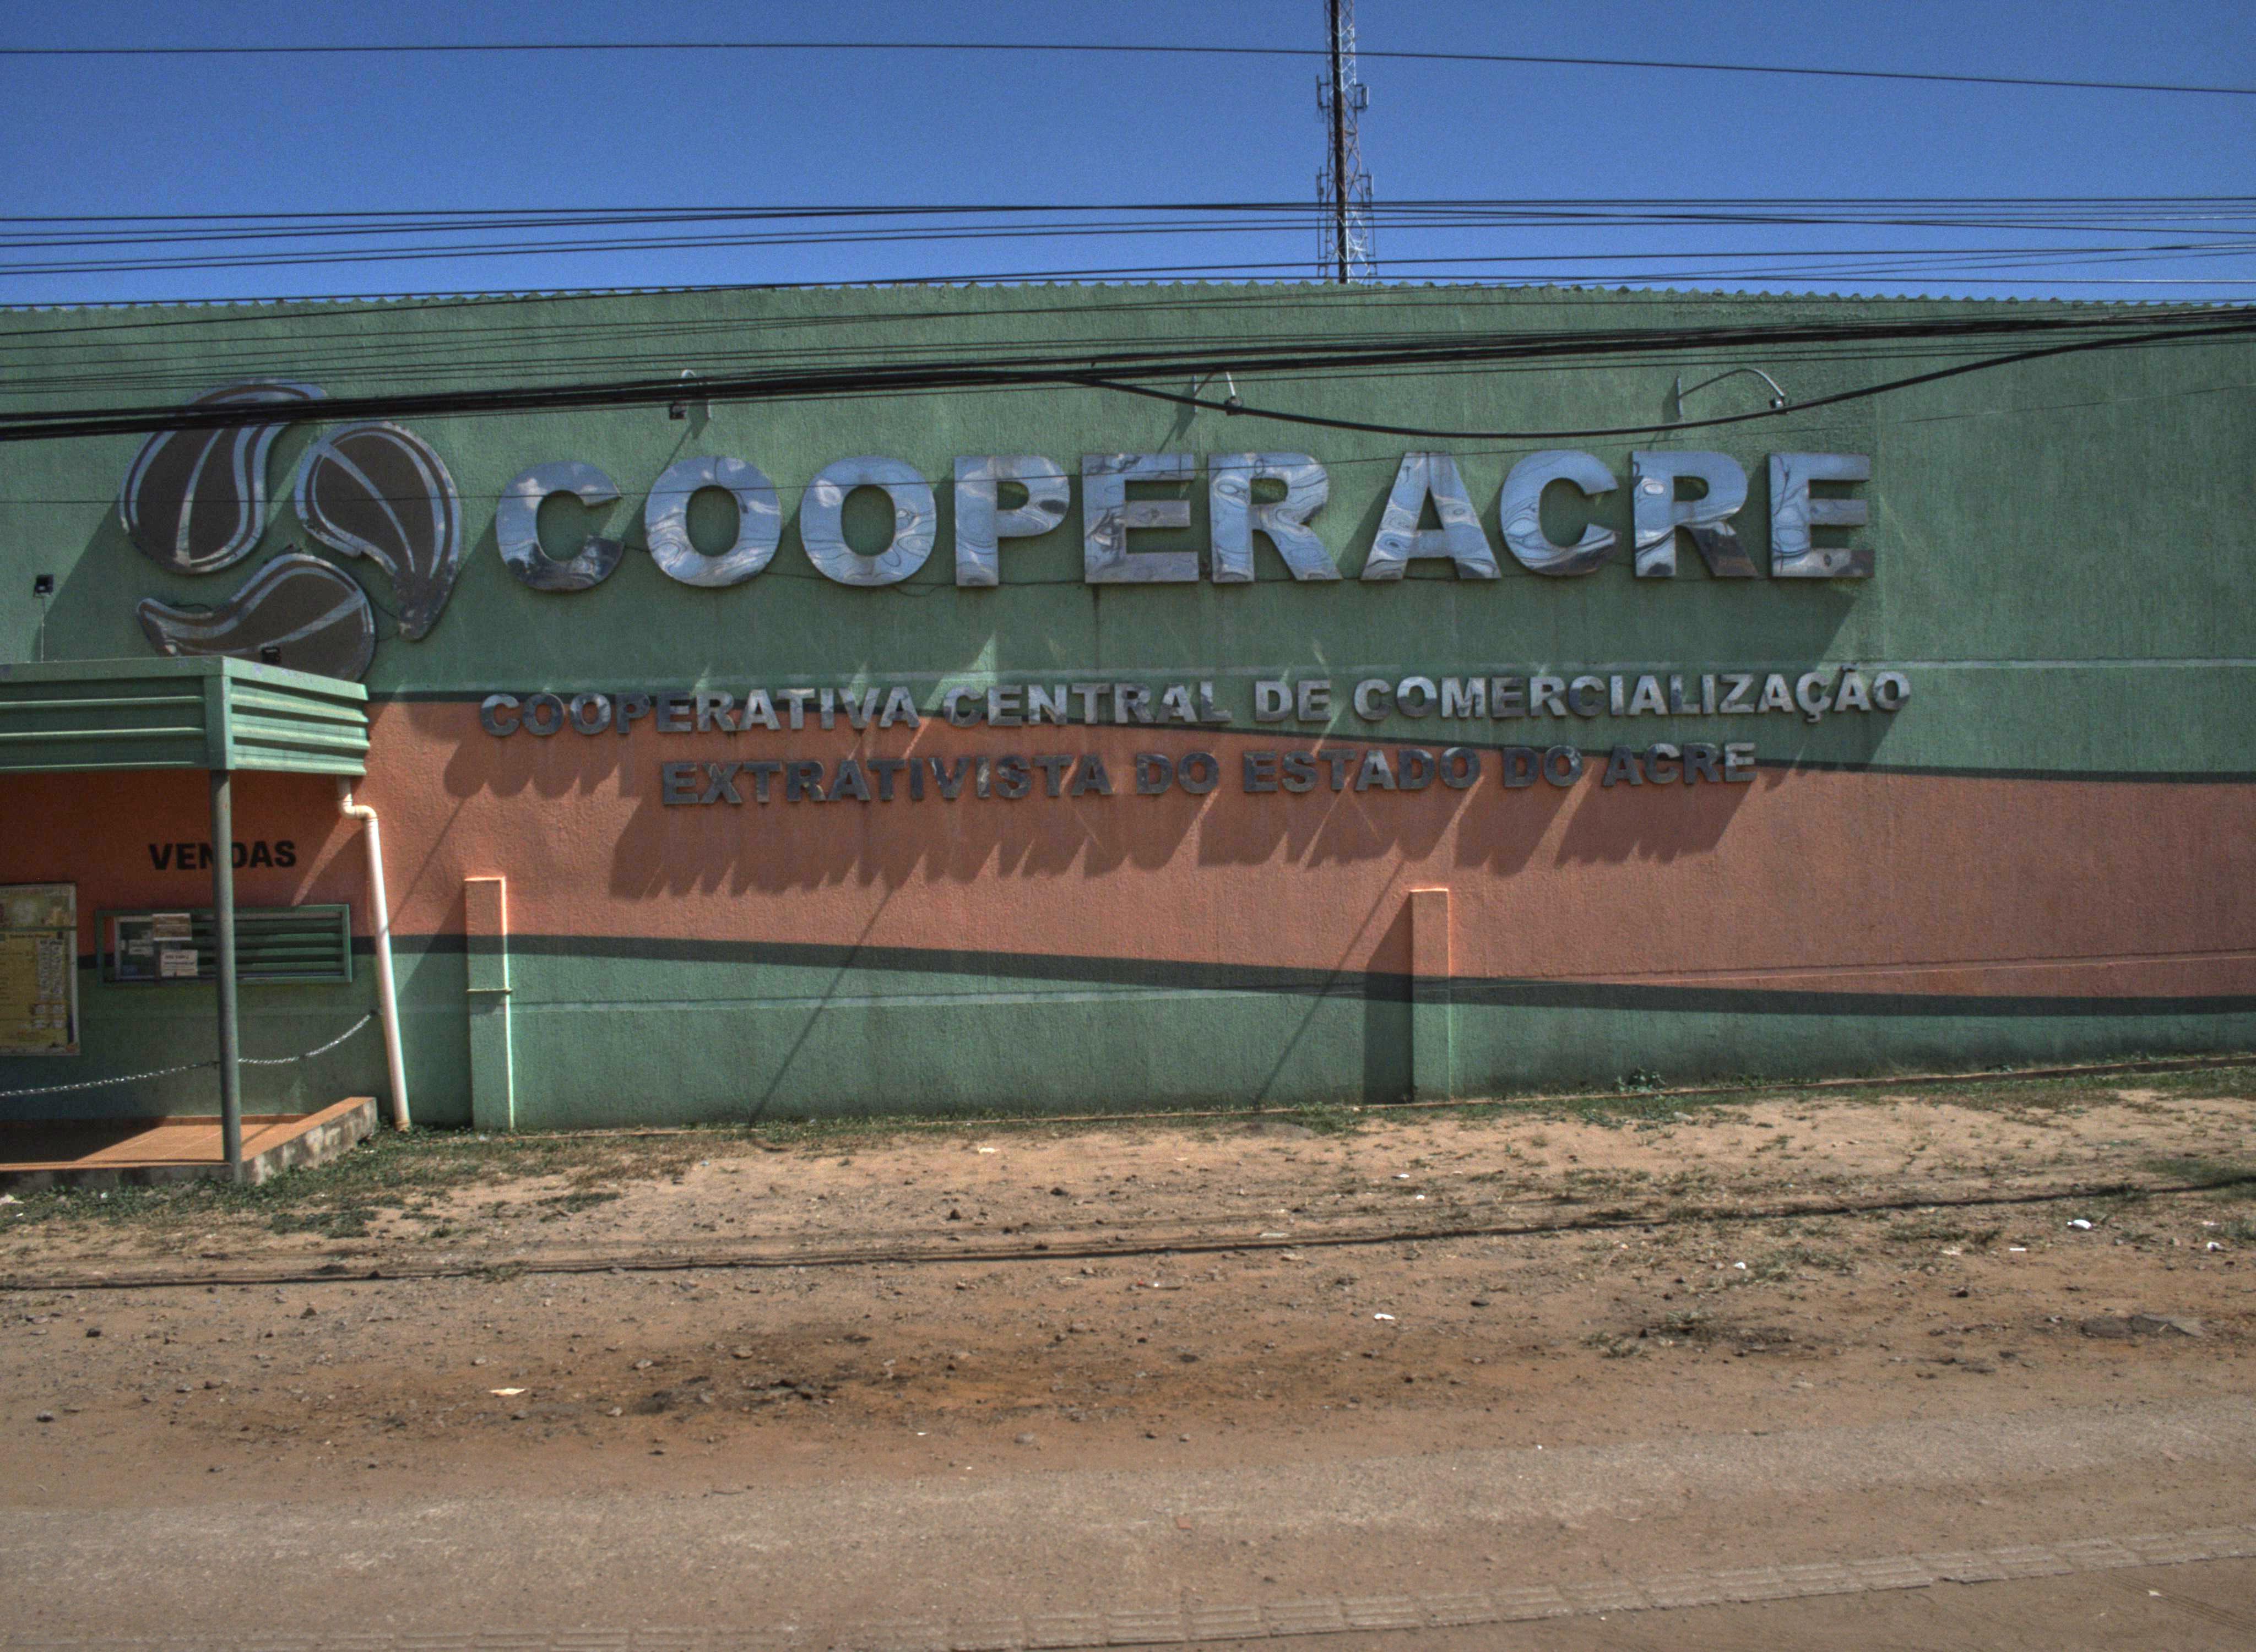 COOPERACRE
COOPERATIVA CENTRAL DE COMERCIALIZAÇÃO
EXTRATIVISTA DO ESTADO DO ACRE
VENDAS